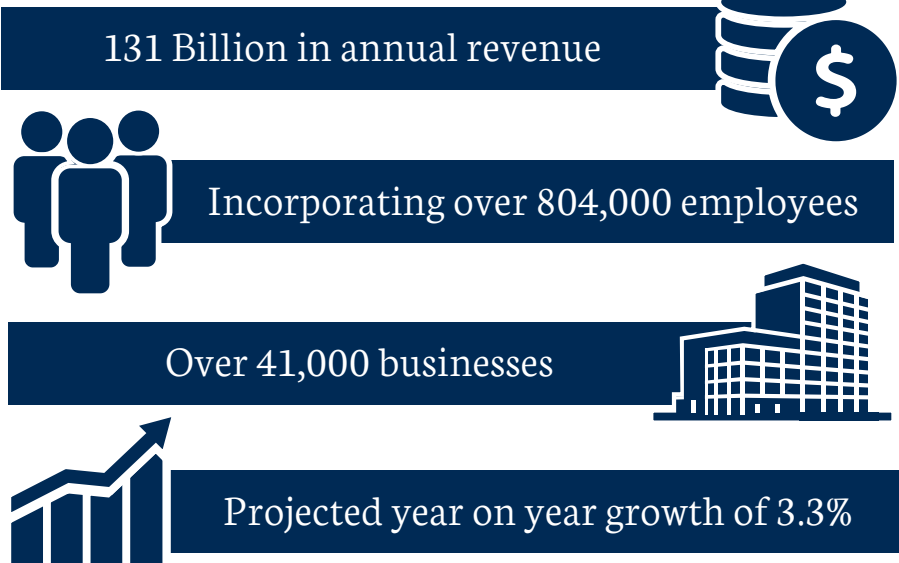 131 Billion in annual revenue
$
Incorporating over 804,000 employees
Over 41,000 businesses
Projected year on year growth of 3.3%